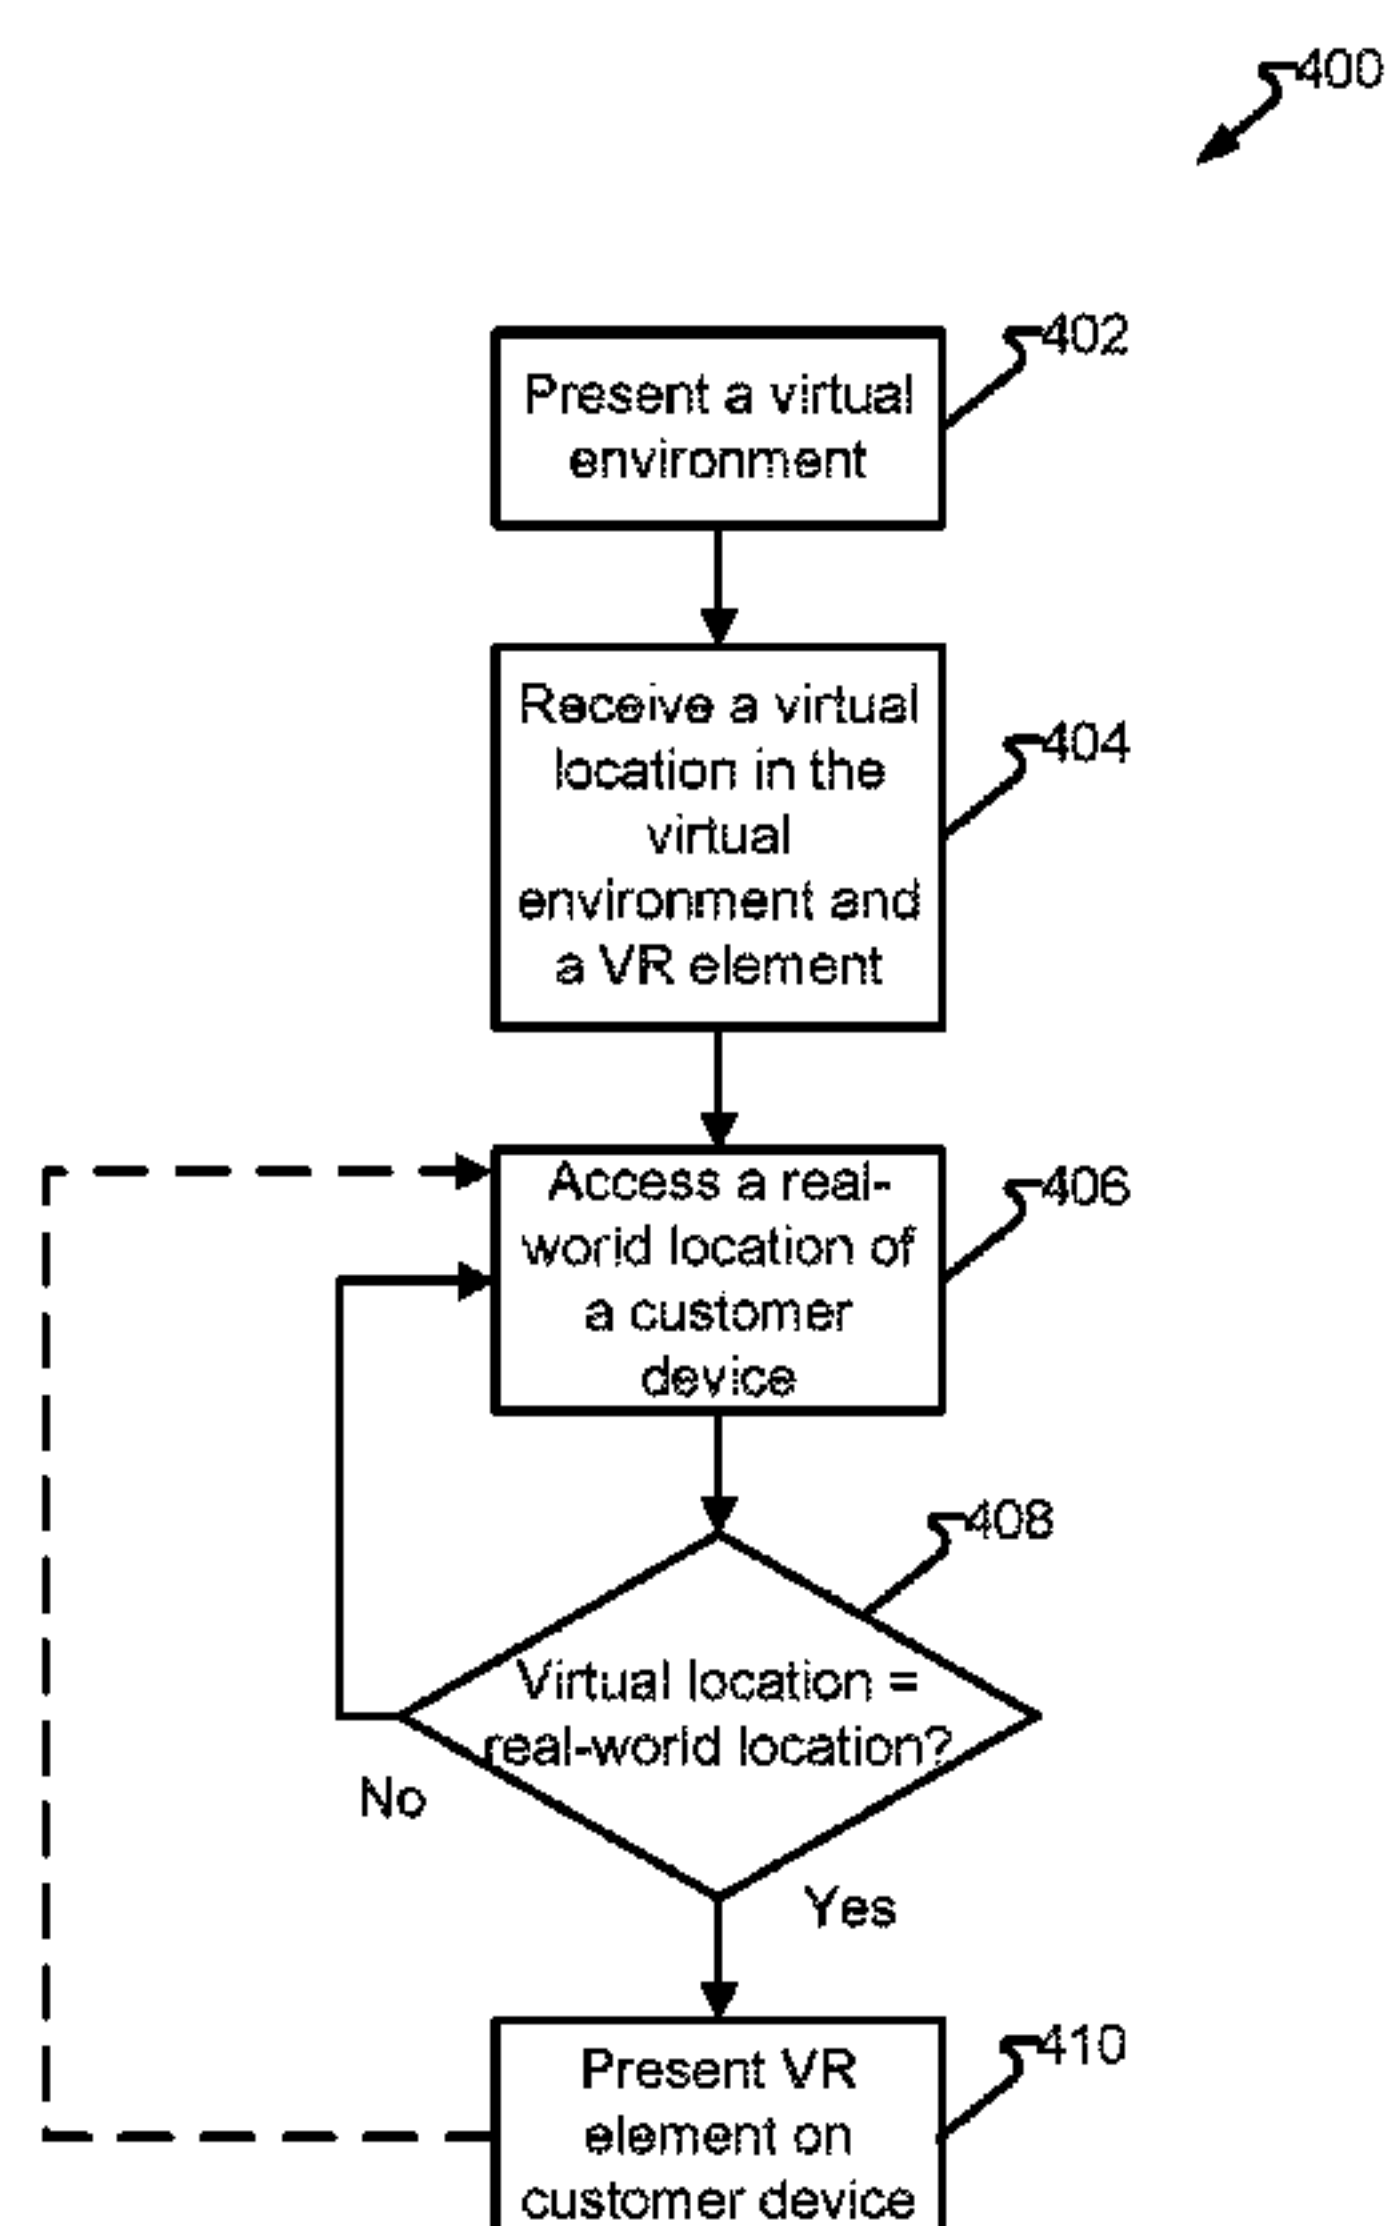 400
402
Present a virtual
environment
404
Receive a virtual
location in the
virtual
environment and
a VR element
406
Access a real-
world location of
a customer
device
408
Virtual location =
real-world location?
No
Yes
410
Present VR
element on
customer device